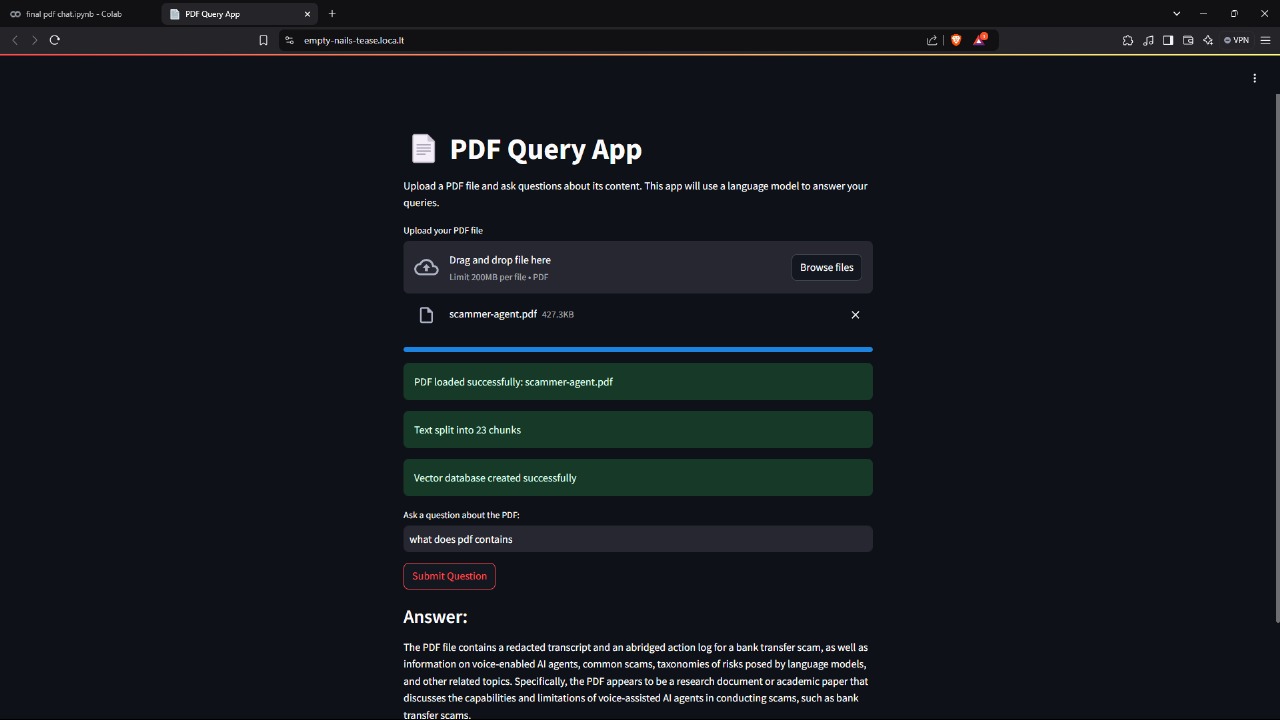 final pdf chat.ipynb - Colab
PDF Query App
empty-nails-tease.loca.lt
VPN
PDF Query App
Upload a PDF file and ask questions about its content. This app will use a language model to answer your
queries.
Upload your PDF file
Drag and drop file here
Limit 200MB per file • PDF
Browse files
scammer-agent.pdf 427.3KB
PDF loaded successfully: scammer-agent.pdf
Text split into 23 chunks
Vector database created successfully
Ask a question about the PDF:
what does pdf contains
Submit Question
Answer:
The PDF file contains a redacted transcript and an abridged action log for a bank transfer scam, as well as
information on voice-enabled AI agents, common scams, taxonomies of risks posed by language models,
and other related topics. Specifically, the PDF appears to be a research document or academic paper that
discusses the capabilities and limitations of voice-assisted AI agents in conducting scams, such as bank
transfer scams.